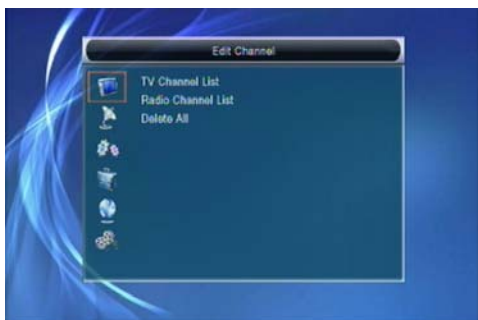 Edit Channel
TV Channel List
Radio Channel List
Delete All